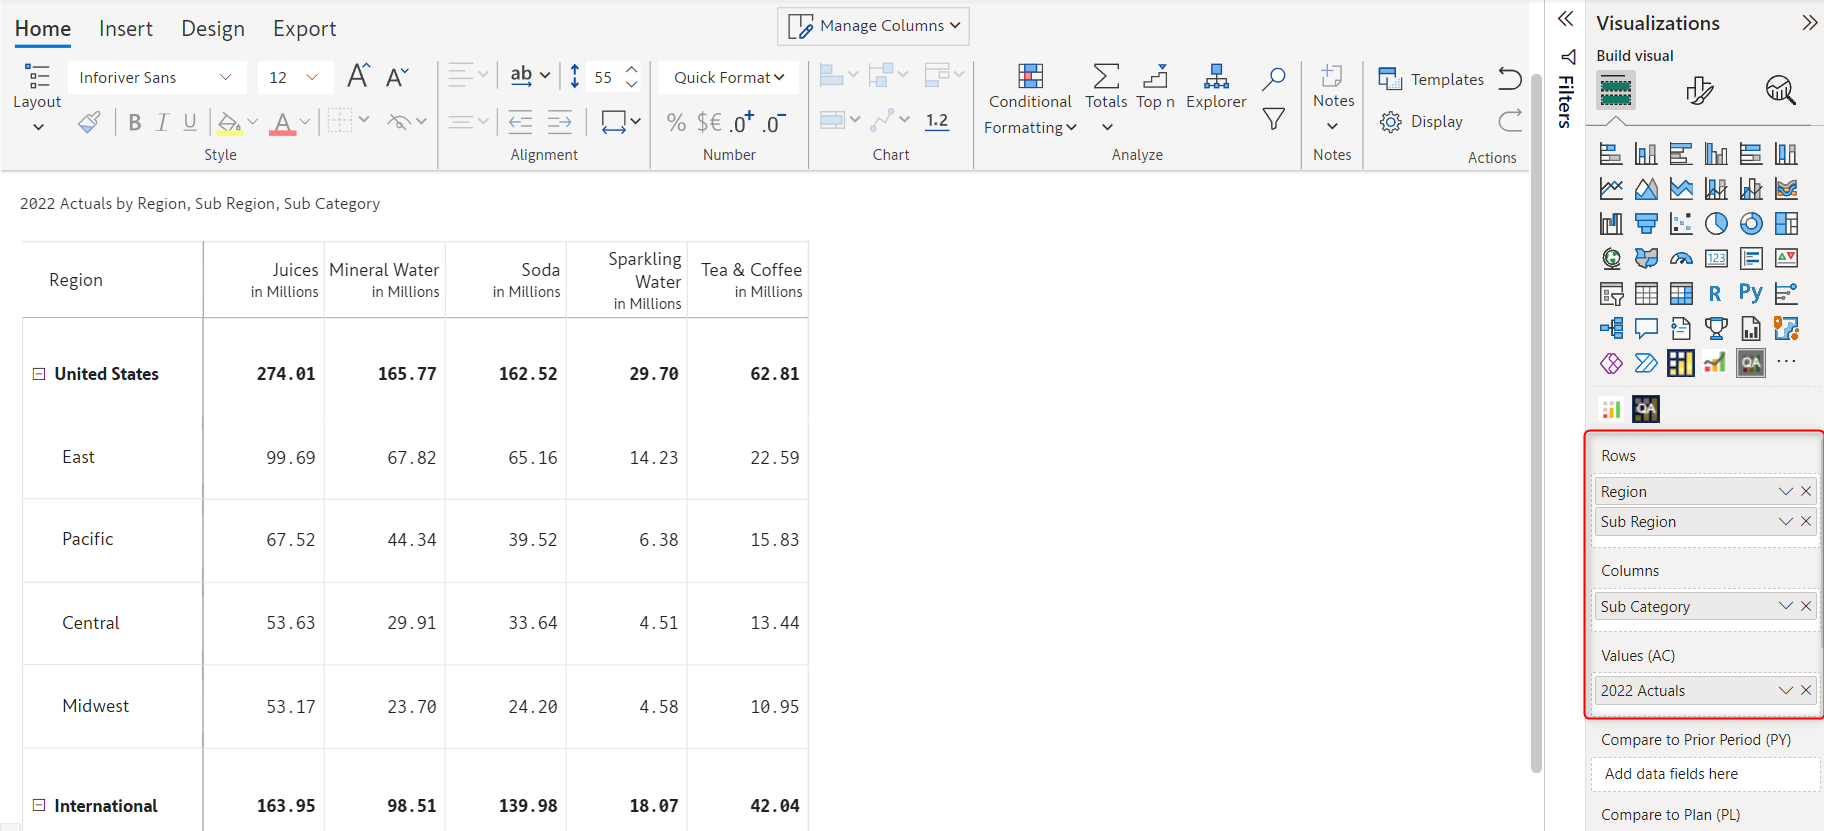 Home Insert Design Export
Manage Columns
Layout
Inforiver Sans 12
B I U A
Style
ab 55
Alignment
Quick Format
% $€ .0+ .0-
Number
1.2
Chart
Conditional Formatting
Totals Top n Explorer
Analyze
Notes
Notes
Templates
Display
Actions
2022 Actuals by Region, Sub Region, Sub Category
Region Juices in Millions Mineral Water in Millions Soda in Millions Sparkling Water in Millions Tea & Coffee in Millions
United States 274.01 165.77 162.52 29.70 62.81
East 99.69 67.82 65.16 14.23 22.59
Pacific 67.52 44.34 39.52 6.38 15.83
Central 53.63 29.91 33.64 4.51 13.44
Midwest 53.17 23.70 24.20 4.58 10.95
International 163.95 98.51 139.98 18.07 42.04
Filters
Visualizations
Build visual
123
R Py
QA
QA
Rows
Region
Sub Region
Columns
Sub Category
Values (AC)
2022 Actuals
Compare to Prior Period (PY)
Add data fields here
Compare to Plan (PL)